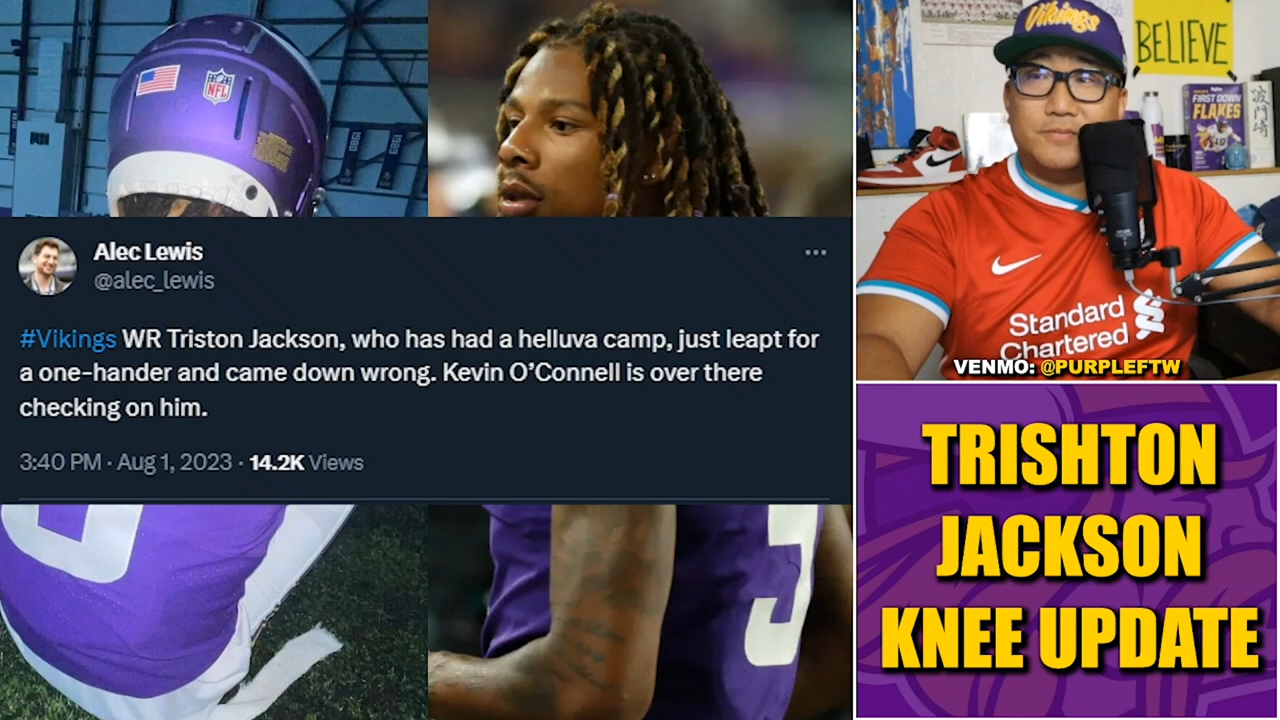 NFL
Alec Lewis
@alec_lewis
#Vikings WR Triston Jackson, who has had a helluva camp, just leapt for
a one-hander and came down wrong. Kevin O’Connell is over there
checking on him.
3:40 PM · Aug 1, 2023 · 14.2K Views
Vikings
BELIEVE
FIRST DOWN
FLAKES
Standard
Chartered
VENMO: @PURPLEFTW
TRISHTON
JACKSON
KNEE UPDATE